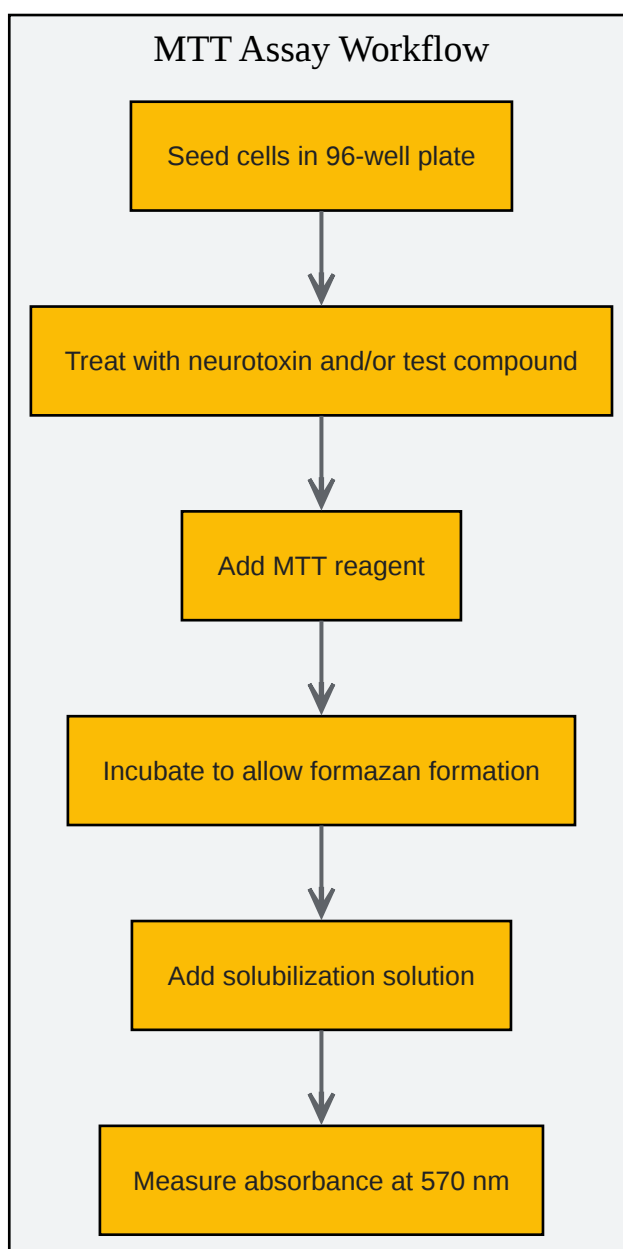 MTT Assay Workflow
Seed cells in 96-well plate
Treat with neurotoxin and/or test compound
Add MTT reagent
Incubate to allow formazan formation
Add solubilization solution
Measure absorbance at 570 nm